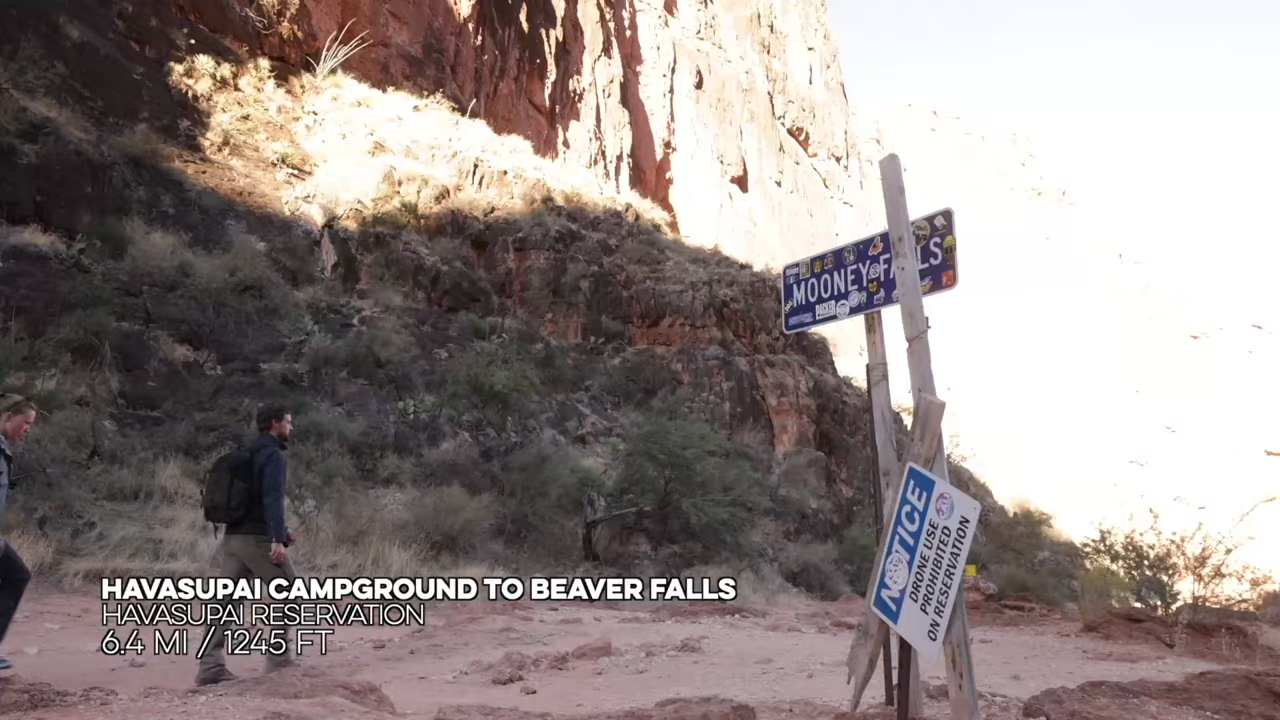 MOONEY FALLS
PACKER
NOTICE
DRONE USE
PROHIBITED
ON RESERVATION
HAVASUPAI CAMPGROUND TO BEAVER FALLS
HAVASUPAI RESERVATION
6.4 MI / 1245 FT